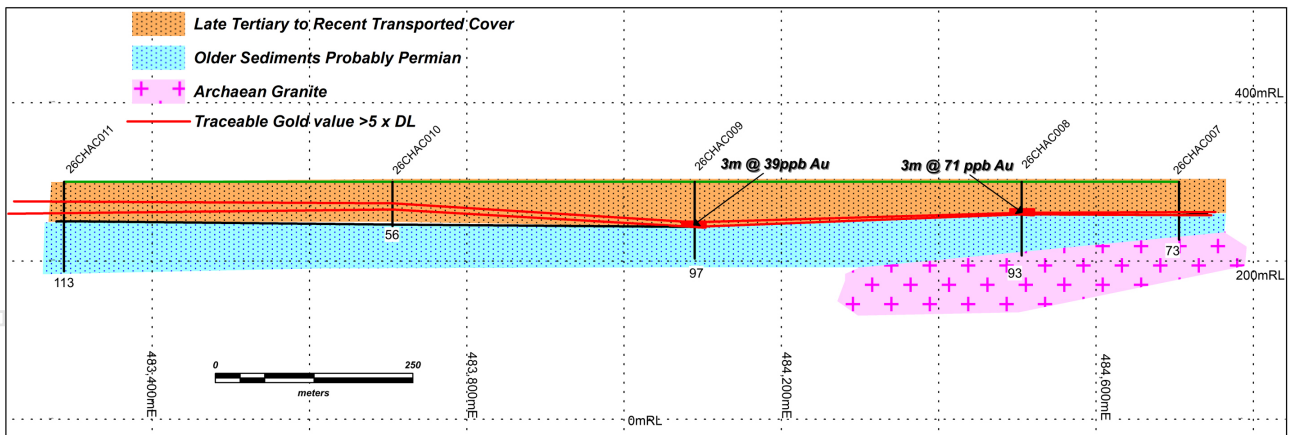 Late Tertiary to Recent Transported Cover
Older Sediments Probably Permian
Archaean Granite
Traceable Gold value >5 x DL
400mRL
26CHAC011
26CHAC010
26CHAC009
26CHAC008
26CHAC007
3m @ 39ppb Au
3m @ 71 ppb Au
56
113
97
93
73
200mRL
0
250
meters
483,400mE
483,800mE
484,200mE
484,600mE
0mRL